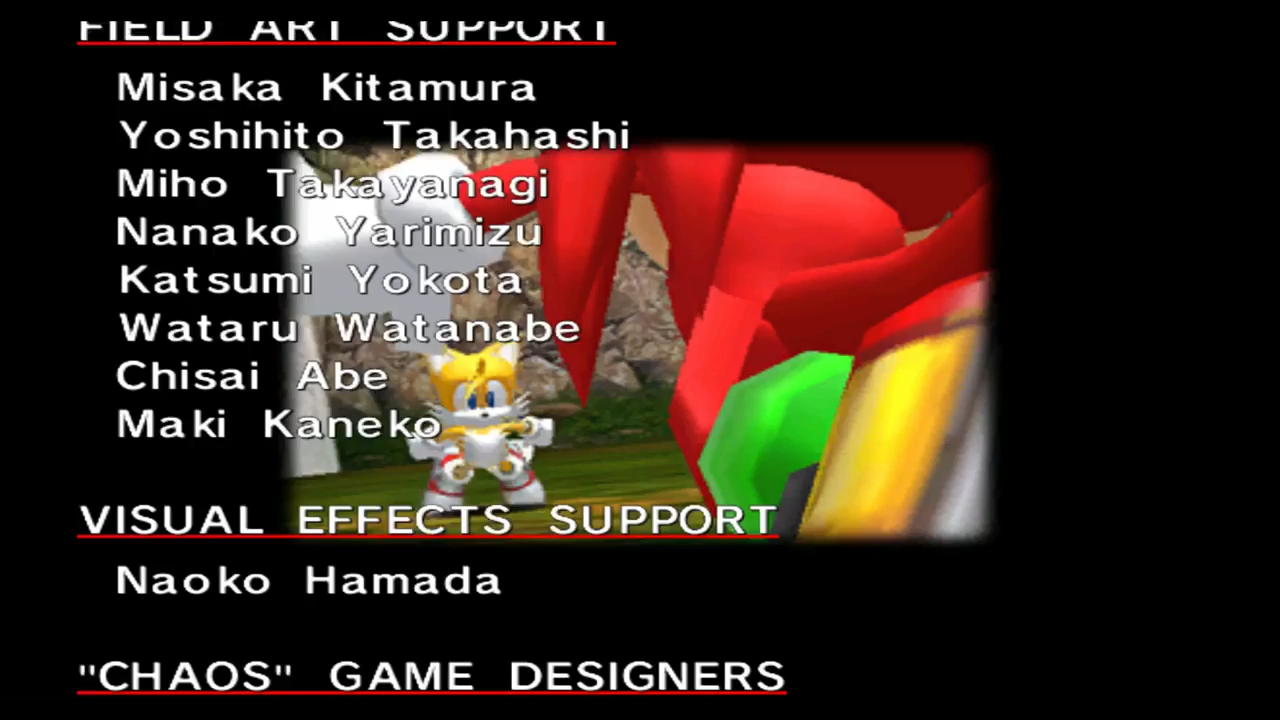 FIELD ART SUPPORT
Misaka Kitamura
Yoshihito Takahashi
Miho Takayanagi
Nanako Yarimizu
Katsumi Yokota
Wataru Watanabe
Chisai Abe
Maki Kaneko
VISUAL EFFECTS SUPPORT
Naoko Hamada
"CHAOS" GAME DESIGNERS